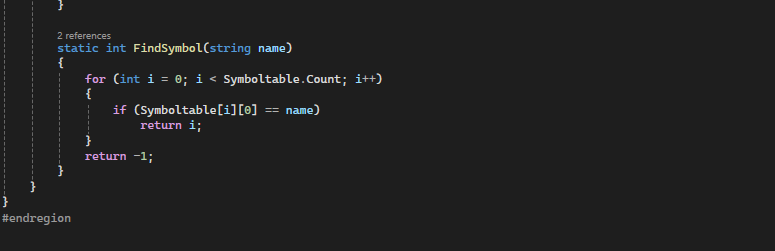 }
2 references
static int FindSymbol(string name)
{
for (int i = 0; i < Symboltable.Count; i++)
{
if (Symboltable[i][0] == name)
return i;
}
return -1;
}
}
}
#endregion